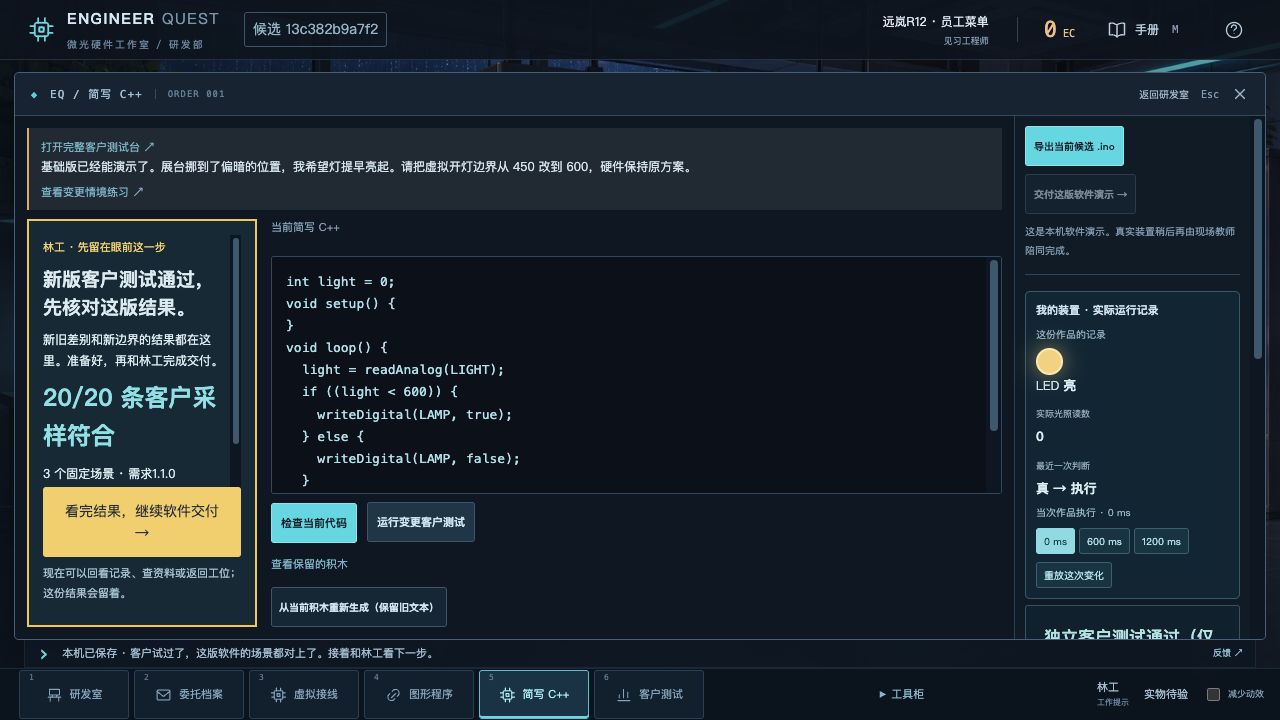 ENGINEER QUEST
微光硬件工作室 / 研发部
候选 13c382b9a7f2
远岚R12 · 员工菜单
见习工程师
0 EC
手册 M
?
◆ EQ / 简写 C++ | ORDER 001
返回研发室 Esc ×
打开完整客户测试台 ↗
基础版已经能演示了。展台挪到了偏暗的位置，我希望灯提早亮起。请把虚拟开灯边界从 450 改到 600，硬件保持原方案。
查看变更情境练习 ↗
林工 · 先留在眼前这一步
新版客户测试通过，
先核对这版结果。
新旧差别和新边界的结果都在这
里。准备好，再和林工完成交付。
20/20 条客户采
样符合
3 个固定场景 · 需求1.1.0
看完结果，继续软件交付
→
现在可以回看记录、查资料或返回工位；
这份结果会留着。
当前简写 C++
int light = 0;
void setup() {
}
void loop() {
  light = readAnalog(LIGHT);
  if ((light < 600)) {
    writeDigital(LAMP, true);
  } else {
    writeDigital(LAMP, false);
  }
检查当前代码
运行变更客户测试
查看保留的积木
从当前积木重新生成（保留旧文本）
导出当前候选 .ino
交付这版软件演示 →
这是本机软件演示。真实装置稍后再由现场教师
陪同完成。
我的装置 · 实际运行记录
这份作品的记录
LED 亮
实际光照读数
0
最近一次判断
真 → 执行
当次作品执行 · 0 ms
0 ms
600 ms
1200 ms
重放这次变化
独立客户测试通过（仅
本机已保存 · 客户试过了，这版软件的场景都对上了。接着和林工看下一步。
反馈 ↗
1 研发室
2 委托档案
3 虚拟接线
4 图形程序
5 简写 C++
6 客户测试
▶ 工具柜
林工
工作提示
实物待验
减少动效